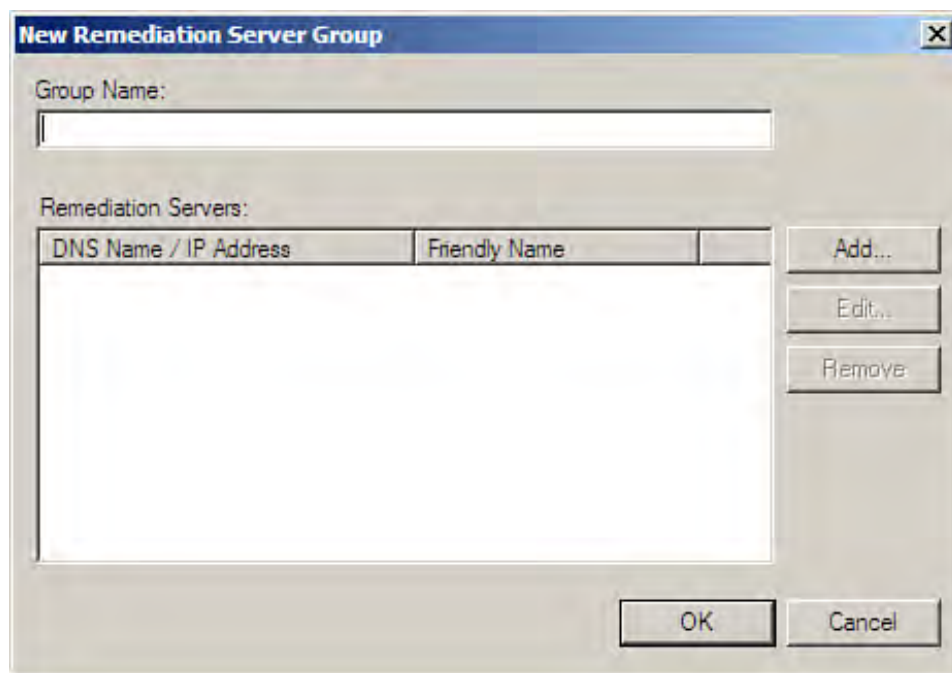 New Remediation Server Group
Group Name:
Remediation Servers:
DNS Name / IP Address Friendly Name
Add...
Edit...
Remove
OK Cancel